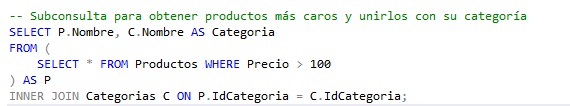 -- Subconsulta para obtener productos más caros y unirlos con su categoría
SELECT P.Nombre, C.Nombre AS Categoria
FROM (
    SELECT * FROM Productos WHERE Precio > 100
) AS P
INNER JOIN Categorias C ON P.IdCategoria = C.IdCategoria;